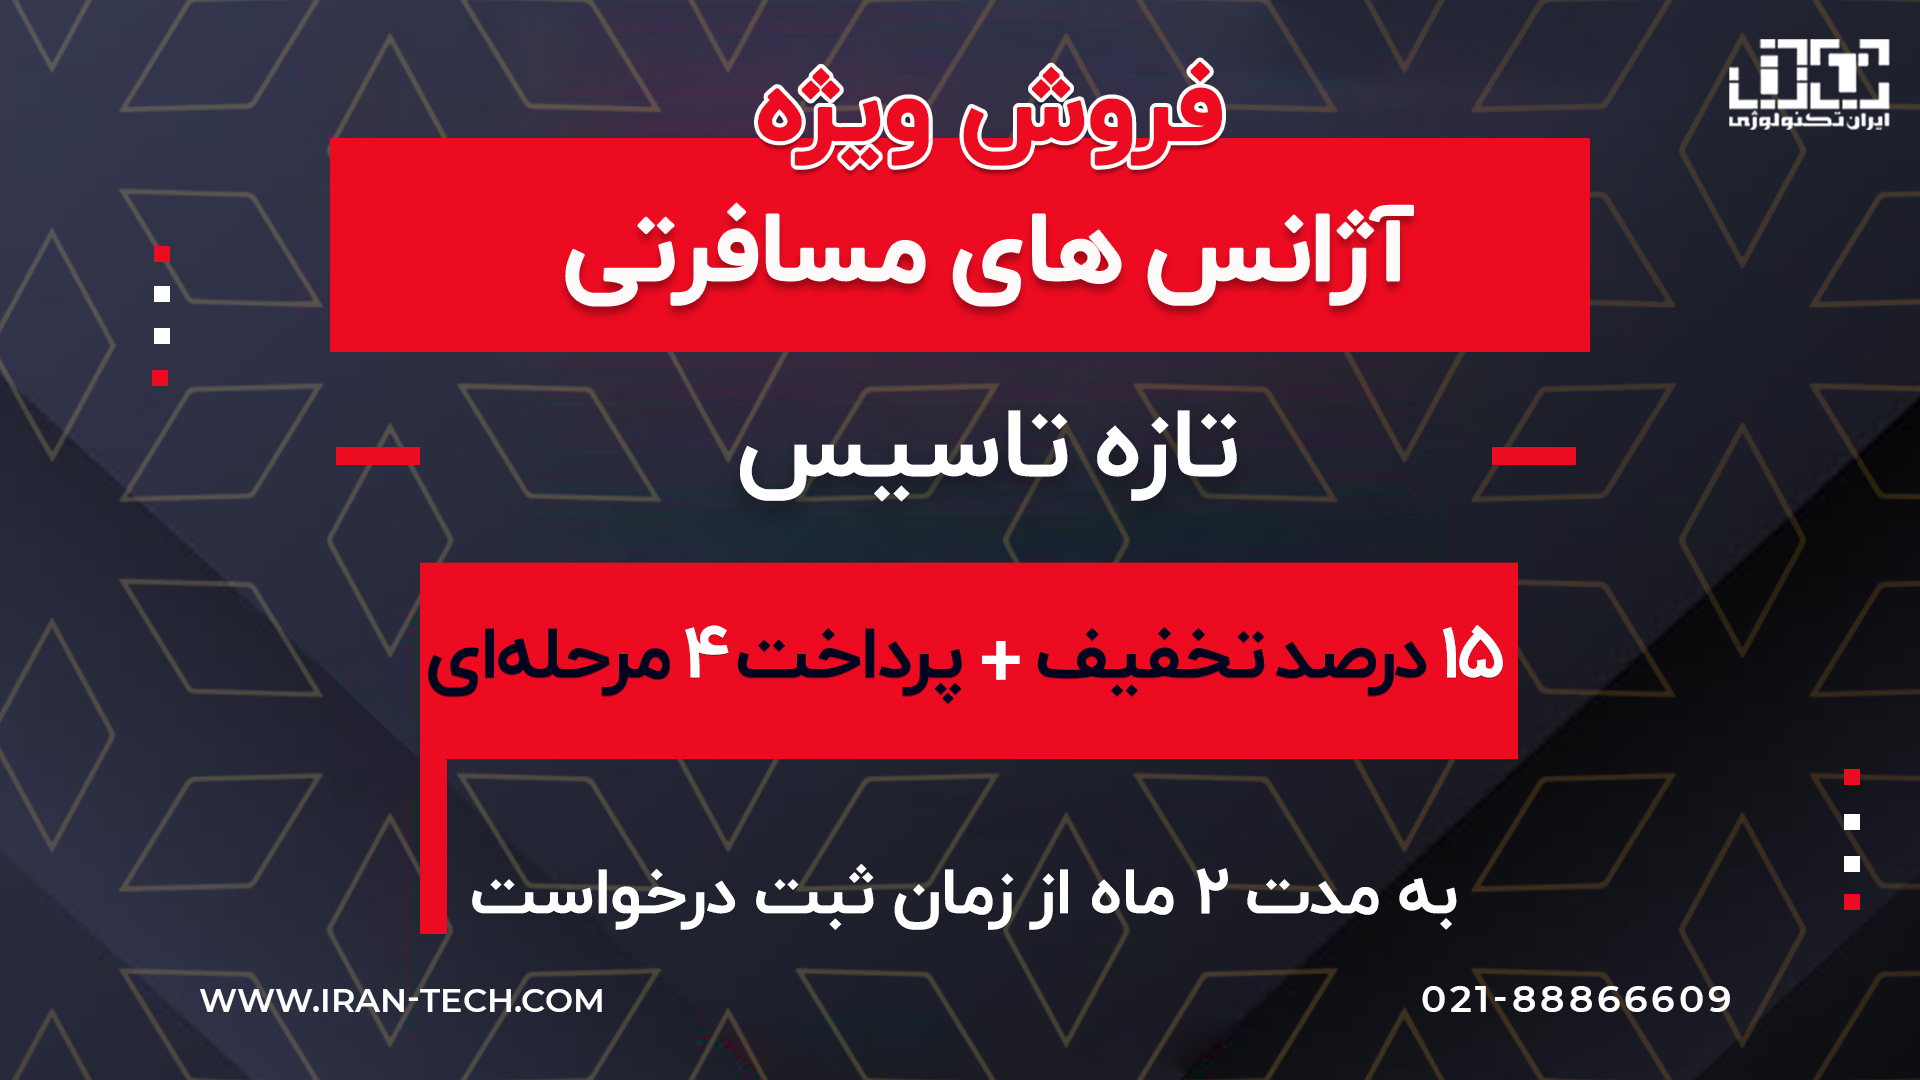 ایران تکنولوژی
فروش ویژه
آژانس های مسافرتی
تازه تاسیس
۱۵ درصد تخفیف + پرداخت ۴ مرحله‌ای
به مدت ۲ ماه از زمان ثبت درخواست
WWW.IRAN-TECH.COM
021-88866609